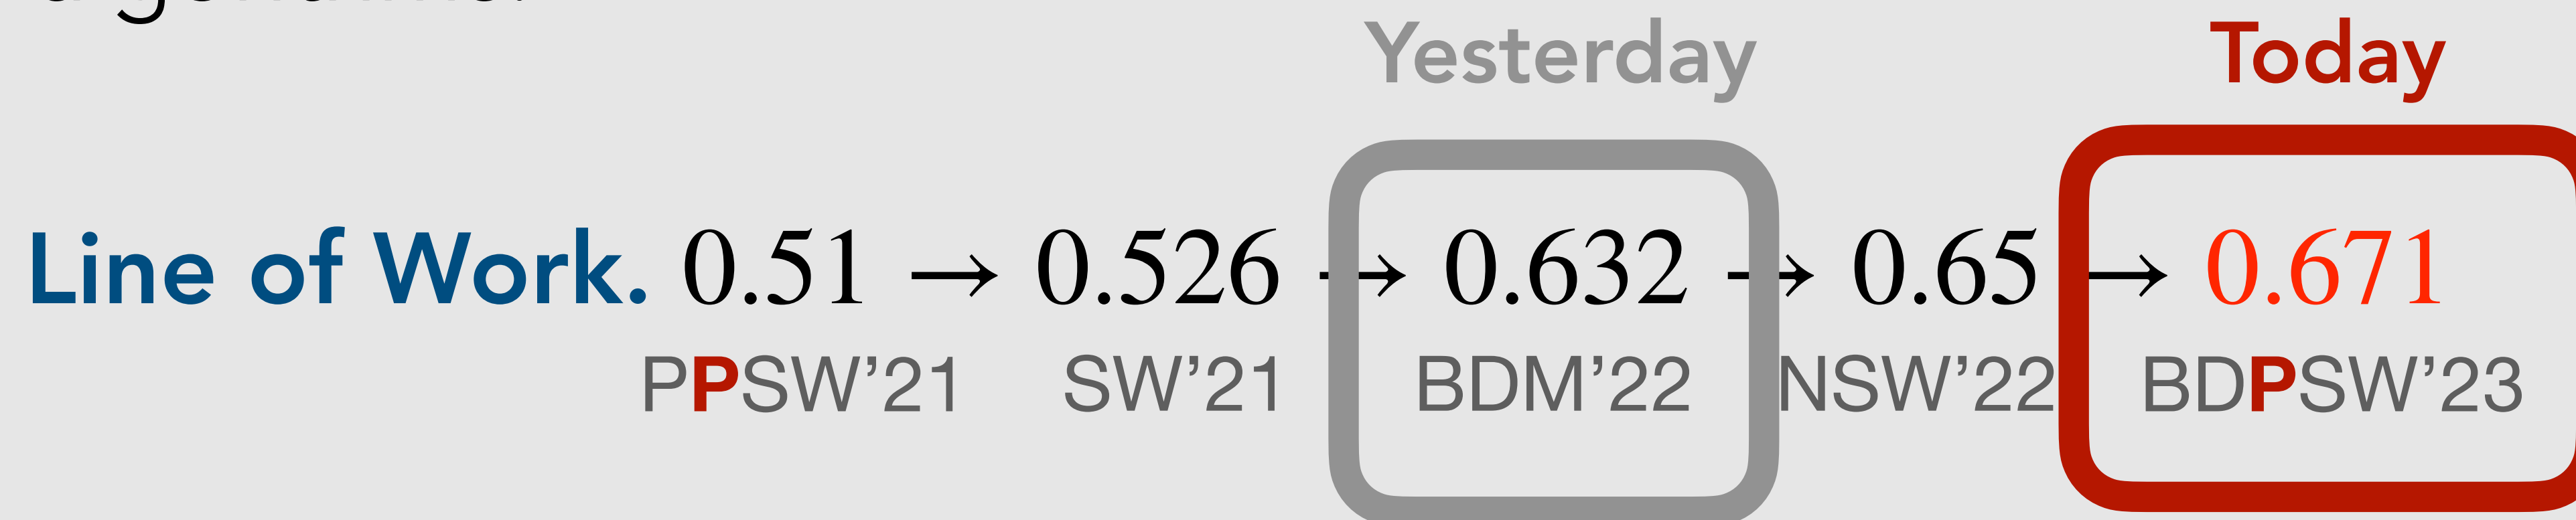 Yesterday Today
Line of Work. 0.51 → 0.526 → 0.632 → 0.65 → 0.671
PPSW’21 SW’21 BDM’22 NSW’22 BDPSW’23